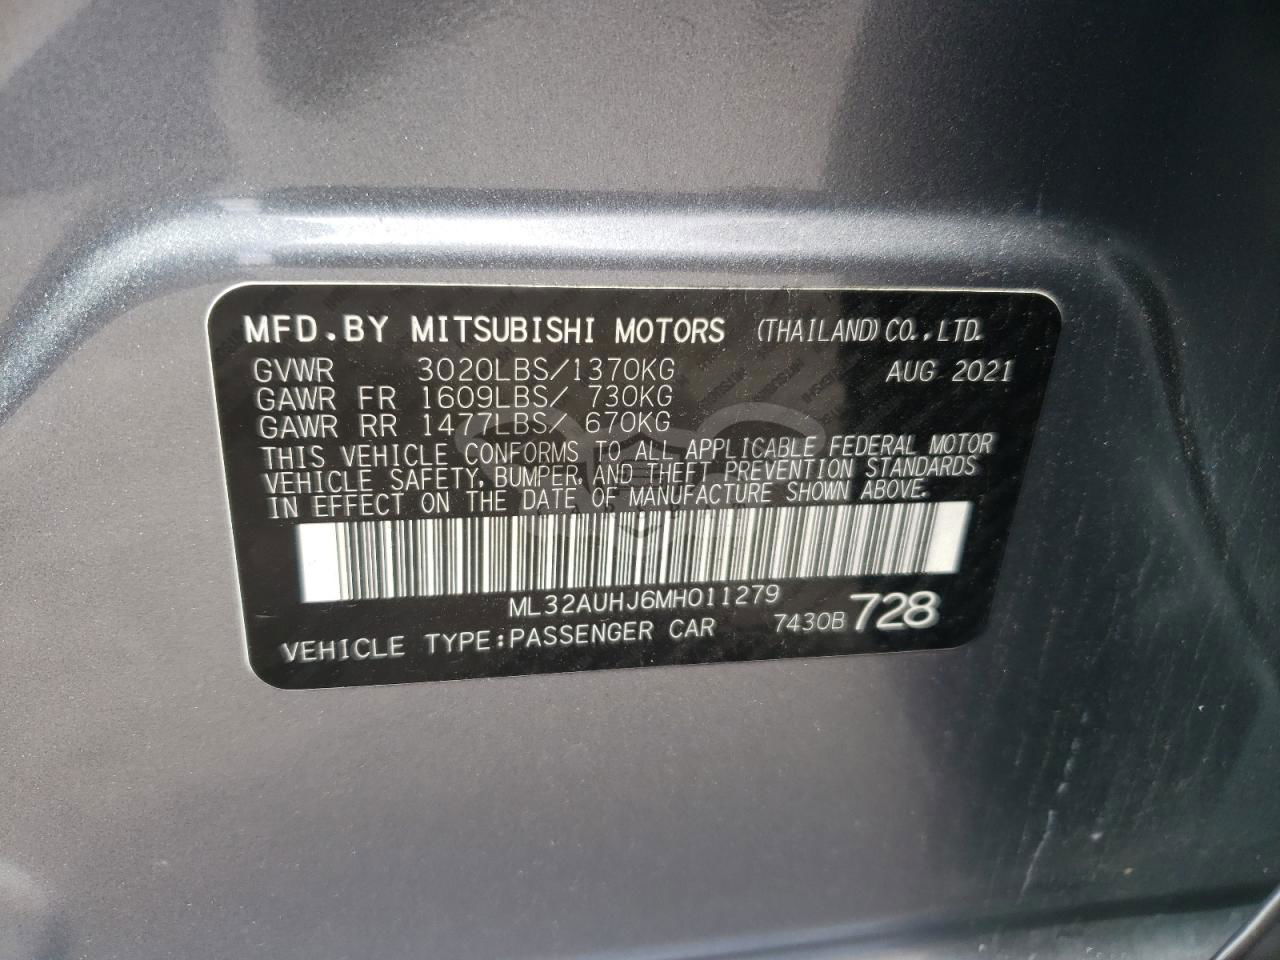 MFD.BY MITSUBISHI MOTORS (THAILAND)CO.,LTD.
GVWR 3020LBS/1370KG AUG 2021
GAWR FR 1609LBS/ 730KG
GAWR RR 1477LBS/ 670KG
THIS VEHICLE CONFORMS TO ALL APPLICABLE FEDERAL MOTOR
VEHICLE SAFETY, BUMPER, AND THEFT PREVENTION STANDARDS
IN EFFECT ON THE DATE OF MANUFACTURE SHOWN ABOVE.
ML32AUHJ6MH011279
VEHICLE TYPE:PASSENGER CAR 7430B 728